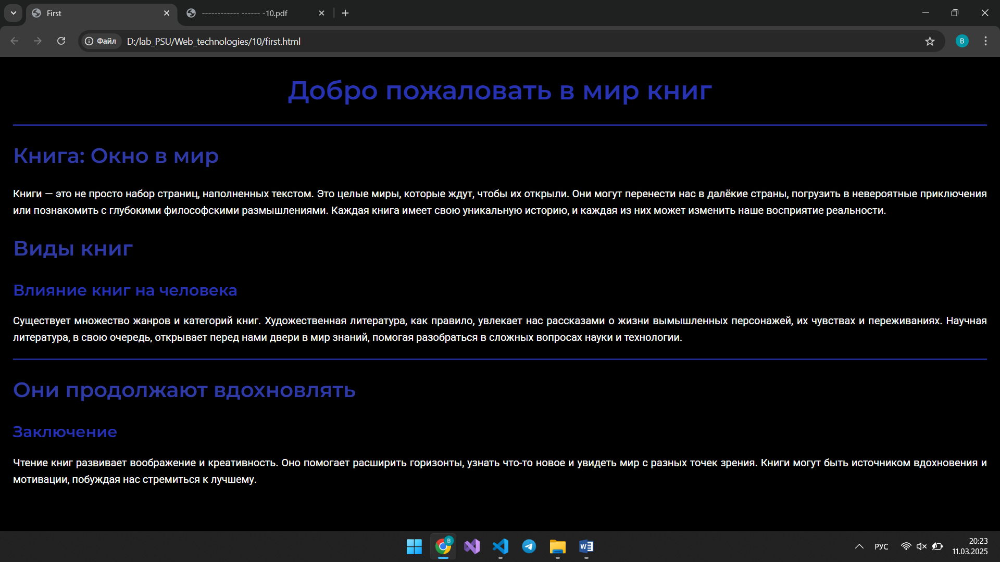 First
------------ ------ -10.pdf
Файл
D:/lab_PSU/Web_technologies/10/first.html
B
Добро пожаловать в мир книг
Книга: Окно в мир
Книги — это не просто набор страниц, наполненных текстом. Это целые миры, которые ждут, чтобы их открыли. Они могут перенести нас в далёкие страны, погрузить в невероятные приключения
или познакомить с глубокими философскими размышлениями. Каждая книга имеет свою уникальную историю, и каждая из них может изменить наше восприятие реальности.
Виды книг
Влияние книг на человека
Существует множество жанров и категорий книг. Художественная литература, как правило, увлекает нас рассказами о жизни вымышленных персонажей, их чувствах и переживаниях. Научная
литература, в свою очередь, открывает перед нами двери в мир знаний, помогая разобраться в сложных вопросах науки и технологии.
Они продолжают вдохновлять
Заключение
Чтение книг развивает воображение и креативность. Оно помогает расширить горизонты, узнать что-то новое и увидеть мир с разных точек зрения. Книги могут быть источником вдохновения и
мотивации, побуждая нас стремиться к лучшему.
B
W
РУС
20:23
11.03.2025